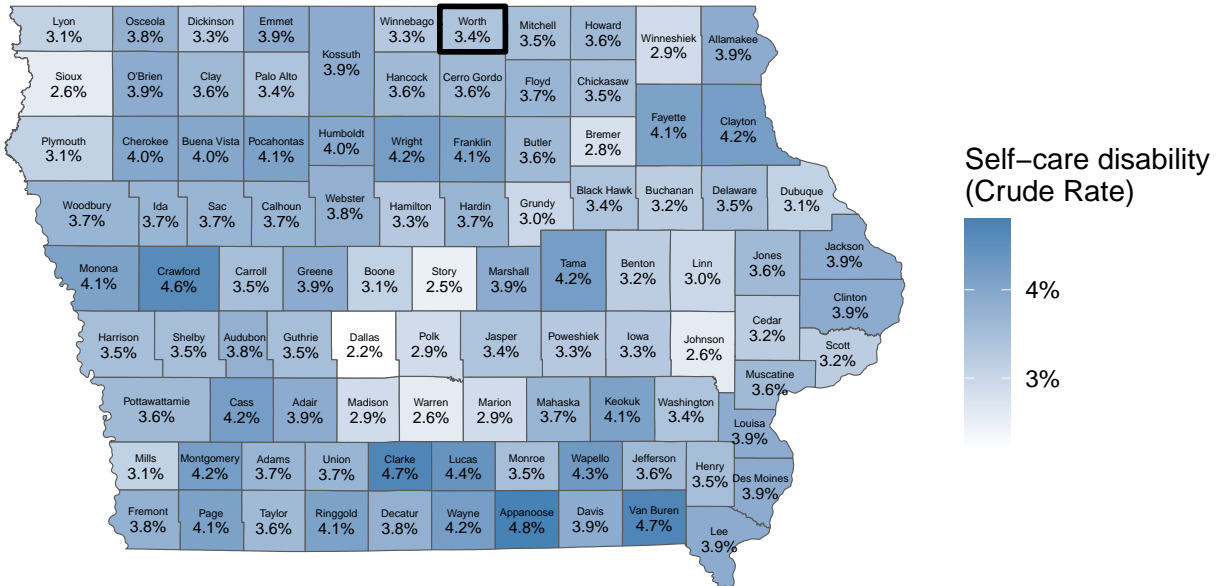 Lyon
3.1%
Osceola
3.8%
Dickinson
3.3%
Emmet
3.9%
Kossuth
3.9%
Winnebago
3.3%
Worth
3.4%
Mitchell
3.5%
Howard
3.6%
Winneshiek
2.9%
Allamakee
3.9%
Sioux
2.6%
O'Brien
3.9%
Clay
3.6%
Palo Alto
3.4%
Hancock
3.6%
Cerro Gordo
3.6%
Floyd
3.7%
Chickasaw
3.5%
Fayette
4.1%
Clayton
4.2%
Plymouth
3.1%
Cherokee
4.0%
Buena Vista
4.0%
Pocahontas
4.1%
Humboldt
4.0%
Wright
4.2%
Franklin
4.1%
Butler
3.6%
Bremer
2.8%
Woodbury
3.7%
Ida
3.7%
Sac
3.7%
Calhoun
3.7%
Webster
3.8%
Hamilton
3.3%
Hardin
3.7%
Grundy
3.0%
Black Hawk
3.4%
Buchanan
3.2%
Delaware
3.5%
Dubuque
3.1%
Monona
4.1%
Crawford
4.6%
Carroll
3.5%
Greene
3.9%
Boone
3.1%
Story
2.5%
Marshall
3.9%
Tama
4.2%
Benton
3.2%
Linn
3.0%
Jones
3.6%
Jackson
3.9%
Clinton
3.9%
Harrison
3.5%
Shelby
3.5%
Audubon
3.8%
Guthrie
3.5%
Dallas
2.2%
Polk
2.9%
Jasper
3.4%
Poweshiek
3.3%
Iowa
3.3%
Johnson
2.6%
Cedar
3.2%
Scott
3.2%
Muscatine
3.6%
Pottawattamie
3.6%
Cass
4.2%
Adair
3.9%
Madison
2.9%
Warren
2.6%
Marion
2.9%
Mahaska
3.7%
Keokuk
4.1%
Washington
3.4%
Louisa
3.9%
Mills
3.1%
Montgomery
4.2%
Adams
3.7%
Union
3.7%
Clarke
4.7%
Lucas
4.4%
Monroe
3.5%
Wapello
4.3%
Jefferson
3.6%
Henry
3.5%
Des Moines
3.9%
Fremont
3.8%
Page
4.1%
Taylor
3.6%
Ringgold
4.1%
Decatur
3.8%
Wayne
4.2%
Appanoose
4.8%
Davis
3.9%
Van Buren
4.7%
Lee
3.9%
Self−care disability
(Crude Rate)
4%
3%